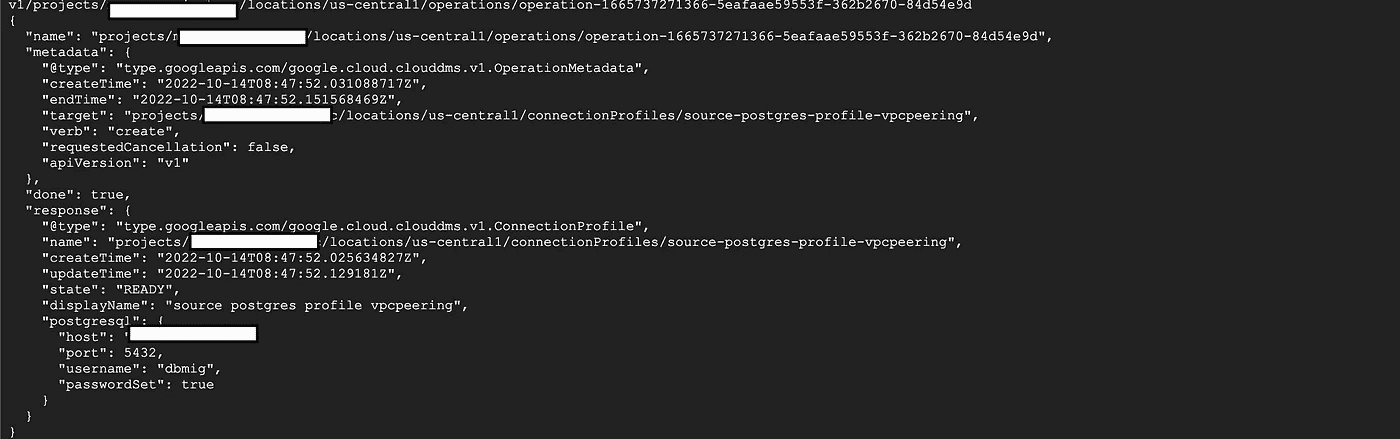 v1/projects/ /locations/us-central1/operations/operation-1665737271366-5eafaae59553f-362b2670-84d54e9d
{
  "name": "projects/ /locations/us-central1/operations/operation-1665737271366-5eafaae59553f-362b2670-84d54e9d",
  "metadata": {
    "@type": "type.googleapis.com/google.cloud.clouddms.v1.OperationMetadata",
    "createTime": "2022-10-14T08:47:52.031088717Z",
    "endTime": "2022-10-14T08:47:52.151568469Z",
    "target": "projects/ /locations/us-central1/connectionProfiles/source-postgres-profile-vpcpeering",
    "verb": "create",
    "requestedCancellation": false,
    "apiVersion": "v1"
  },
  "done": true,
  "response": {
    "@type": "type.googleapis.com/google.cloud.clouddms.v1.ConnectionProfile",
    "name": "projects/ /locations/us-central1/connectionProfiles/source-postgres-profile-vpcpeering",
    "createTime": "2022-10-14T08:47:52.025634827Z",
    "updateTime": "2022-10-14T08:47:52.129181Z",
    "state": "READY",
    "displayName": "source postgres profile vpcpeering",
    "postgresql": {
      "host":
      "port": 5432,
      "username": "dbmig",
      "passwordSet": true
    }
  }
}